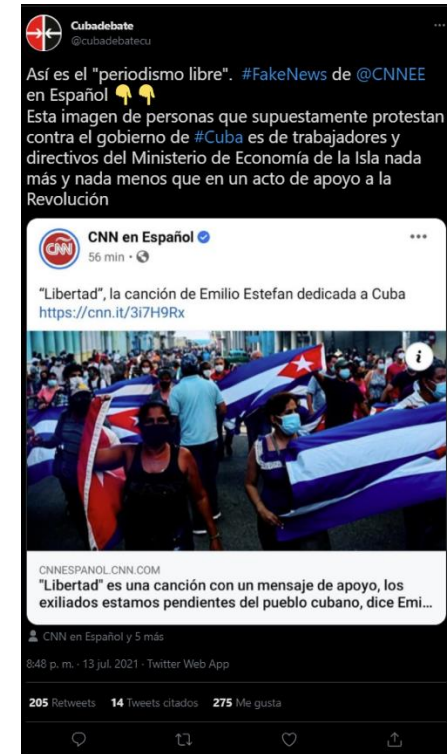 Cubadebate
@cubadebatecu
Así es el "periodismo libre". #FakeNews de @CNNEE
en Español 👇👇
Esta imagen de personas que supuestamente protestan
contra el gobierno de #Cuba es de trabajadores y
directivos del Ministerio de Economía de la Isla nada
más y nada menos que en un acto de apoyo a la
Revolución
CNN
CNN en Español
56 min ·
"Libertad", la canción de Emilio Estefan dedicada a Cuba
https://cnn.it/3i7H9Rx
i
CNNESPANOL.CNN.COM
"Libertad" es una canción con un mensaje de apoyo, los
exiliados estamos pendientes del pueblo cubano, dice Emi...
CNN en Español y 5 más
8:48 p. m. · 13 jul. 2021 · Twitter Web App
205 Retweets 14 Tweets citados 275 Me gusta